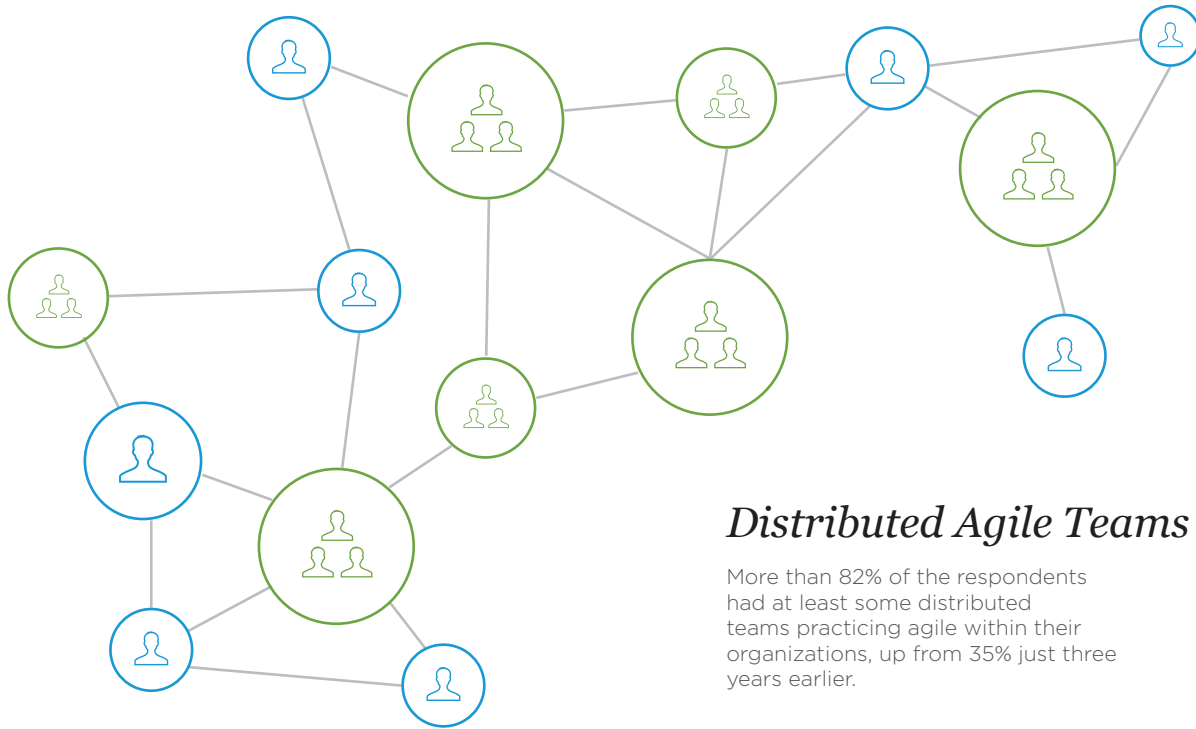 Distributed Agile Teams
More than 82% of the respondents
had at least some distributed
teams practicing agile within their
organizations, up from 35% just three
years earlier.